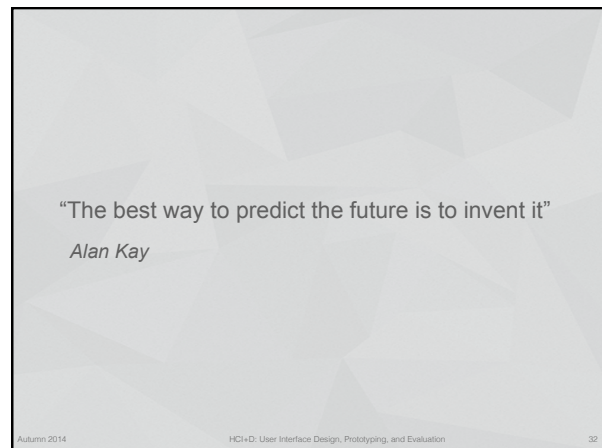 “The best way to predict the future is to invent it”
Alan Kay
Autumn 2014
HCI+D: User Interface Design, Prototyping, and Evaluation
32